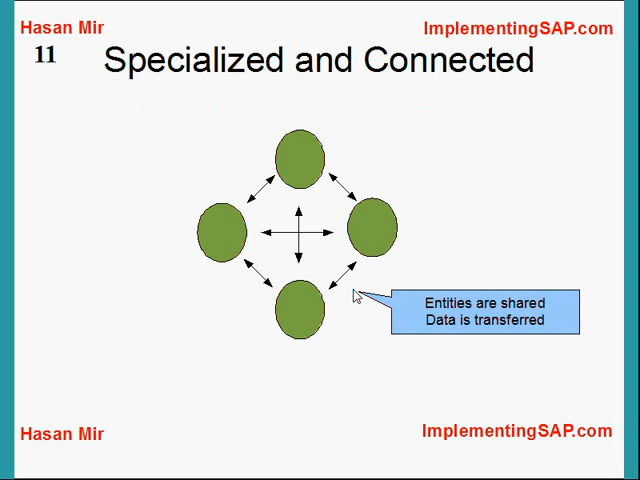 Hasan Mir
ImplementingSAP.com
11
Specialized and Connected
Entities are shared
Data is transferred
Hasan Mir
ImplementingSAP.com